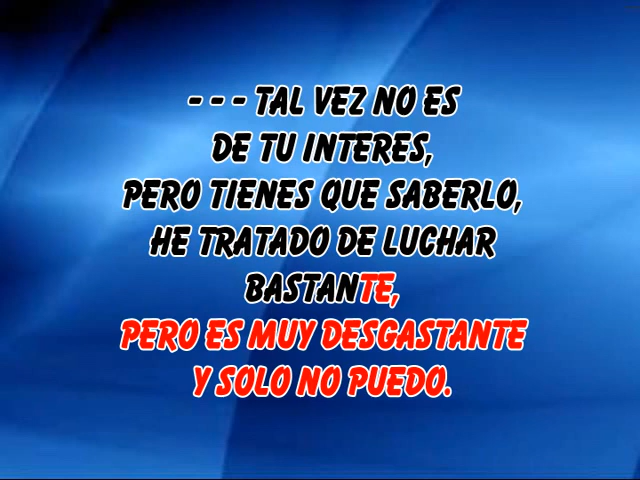 - - - TAL VEZ NO ES
DE TU INTERES,
PERO TIENES QUE SABERLO,
HE TRATADO DE LUCHAR
BASTANTE,
PERO ES MUY DESGASTANTE
Y SOLO NO PUEDO.